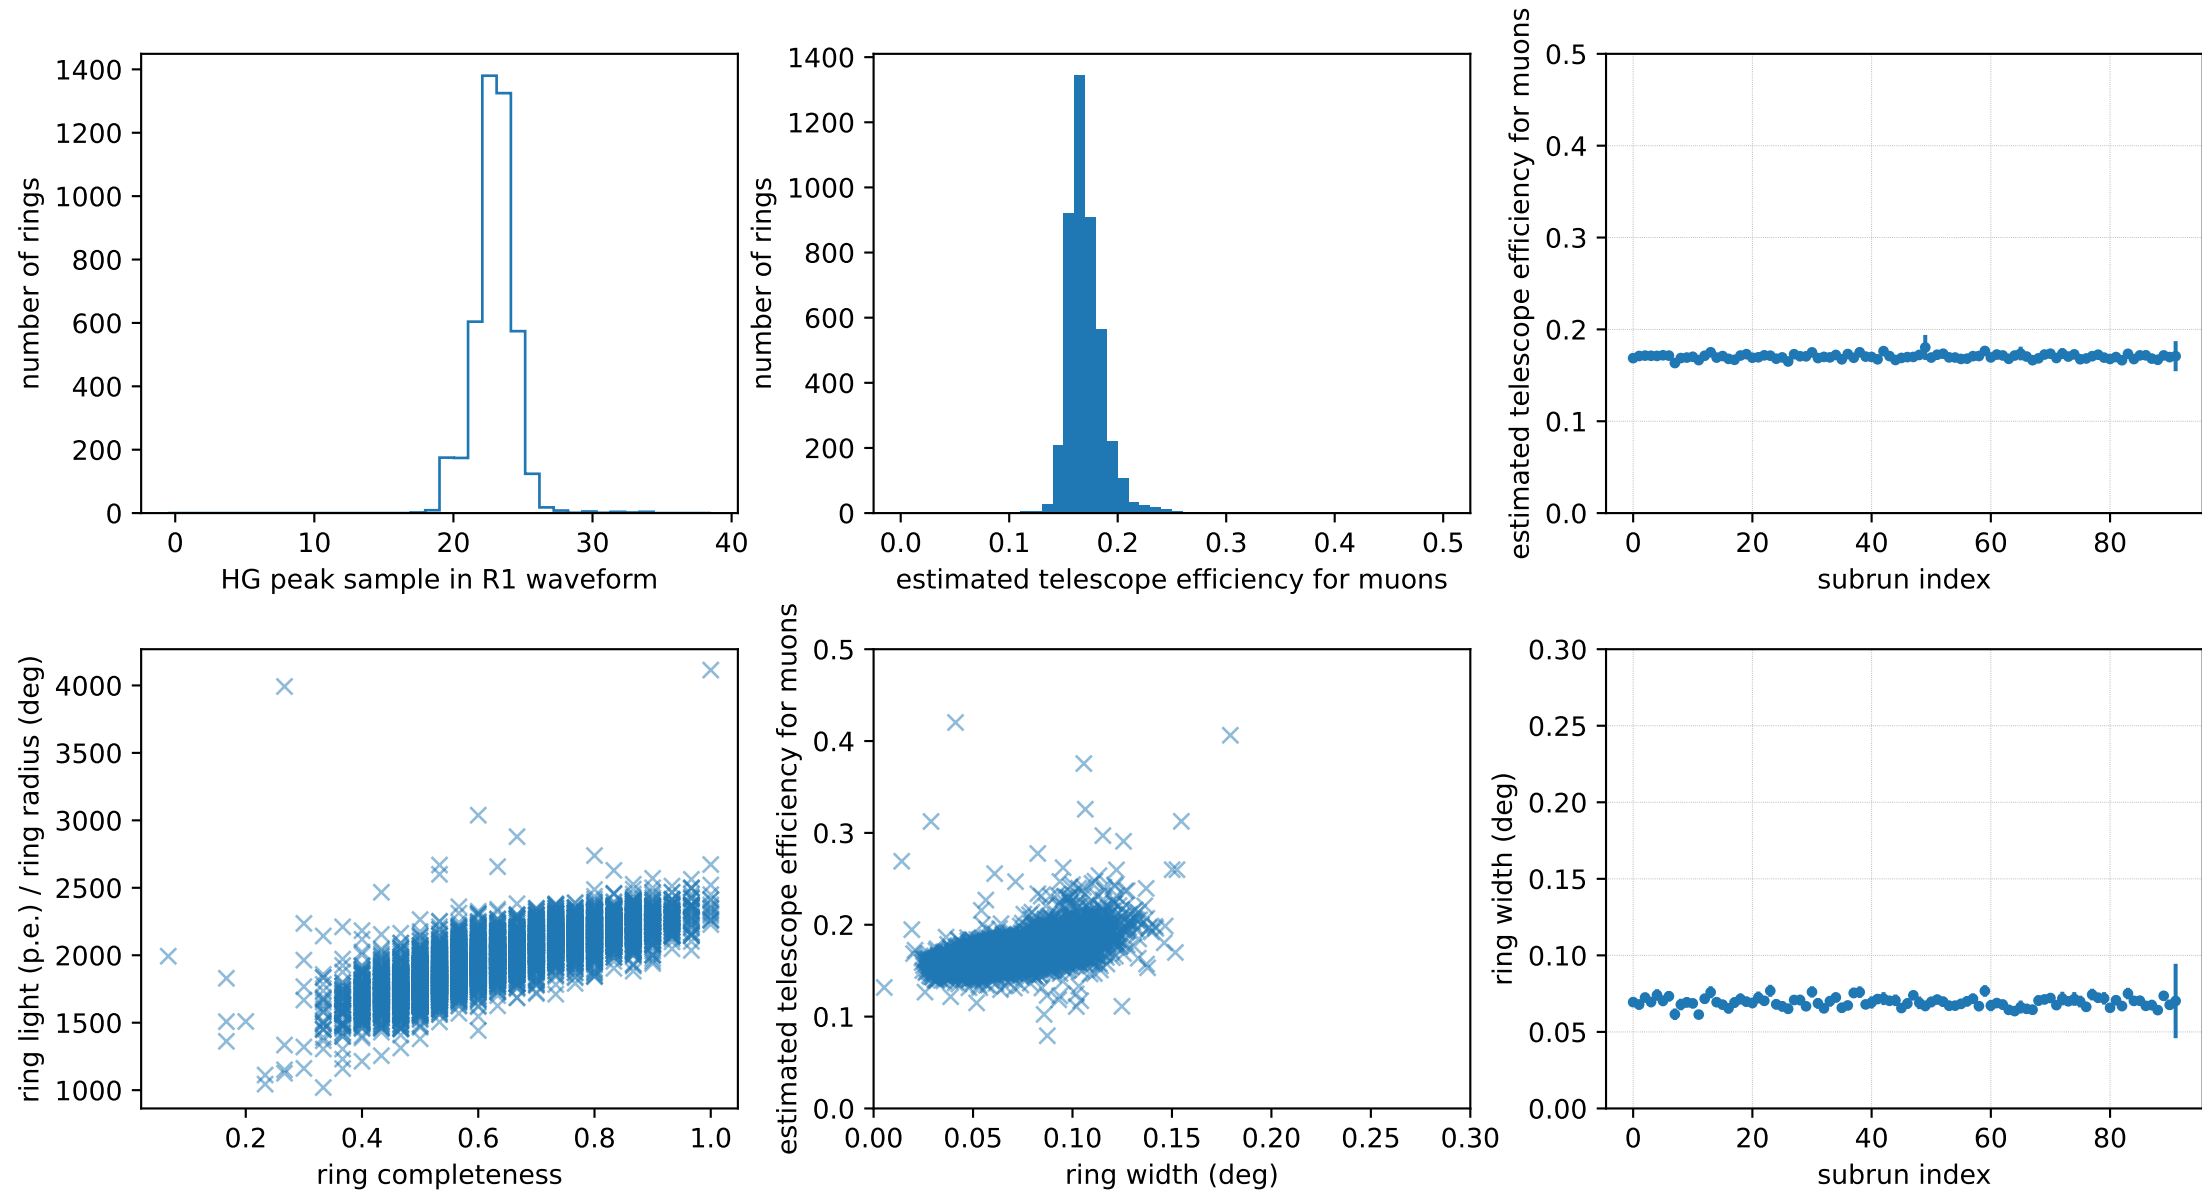 1400
1200
1000
800
600
400
200
0
number of rings
0 10 20 30 40
HG peak sample in R1 waveform
1400
1200
1000
800
600
400
200
0
number of rings
0.0 0.1 0.2 0.3 0.4 0.5
estimated telescope efficiency for muons
0.5
0.4
0.3
0.2
0.1
0.0
estimated telescope efficiency for muons
0 20 40 60 80
subrun index
4000
3500
3000
2500
2000
1500
1000
ring light (p.e.) / ring radius (deg)
0.2 0.4 0.6 0.8 1.0
ring completeness
0.5
0.4
0.3
0.2
0.1
0.0
estimated telescope efficiency for muons
0.00 0.05 0.10 0.15 0.20 0.25 0.30
ring width (deg)
0.30
0.25
0.20
0.15
0.10
0.05
0.00
ring width (deg)
0 20 40 60 80
subrun index